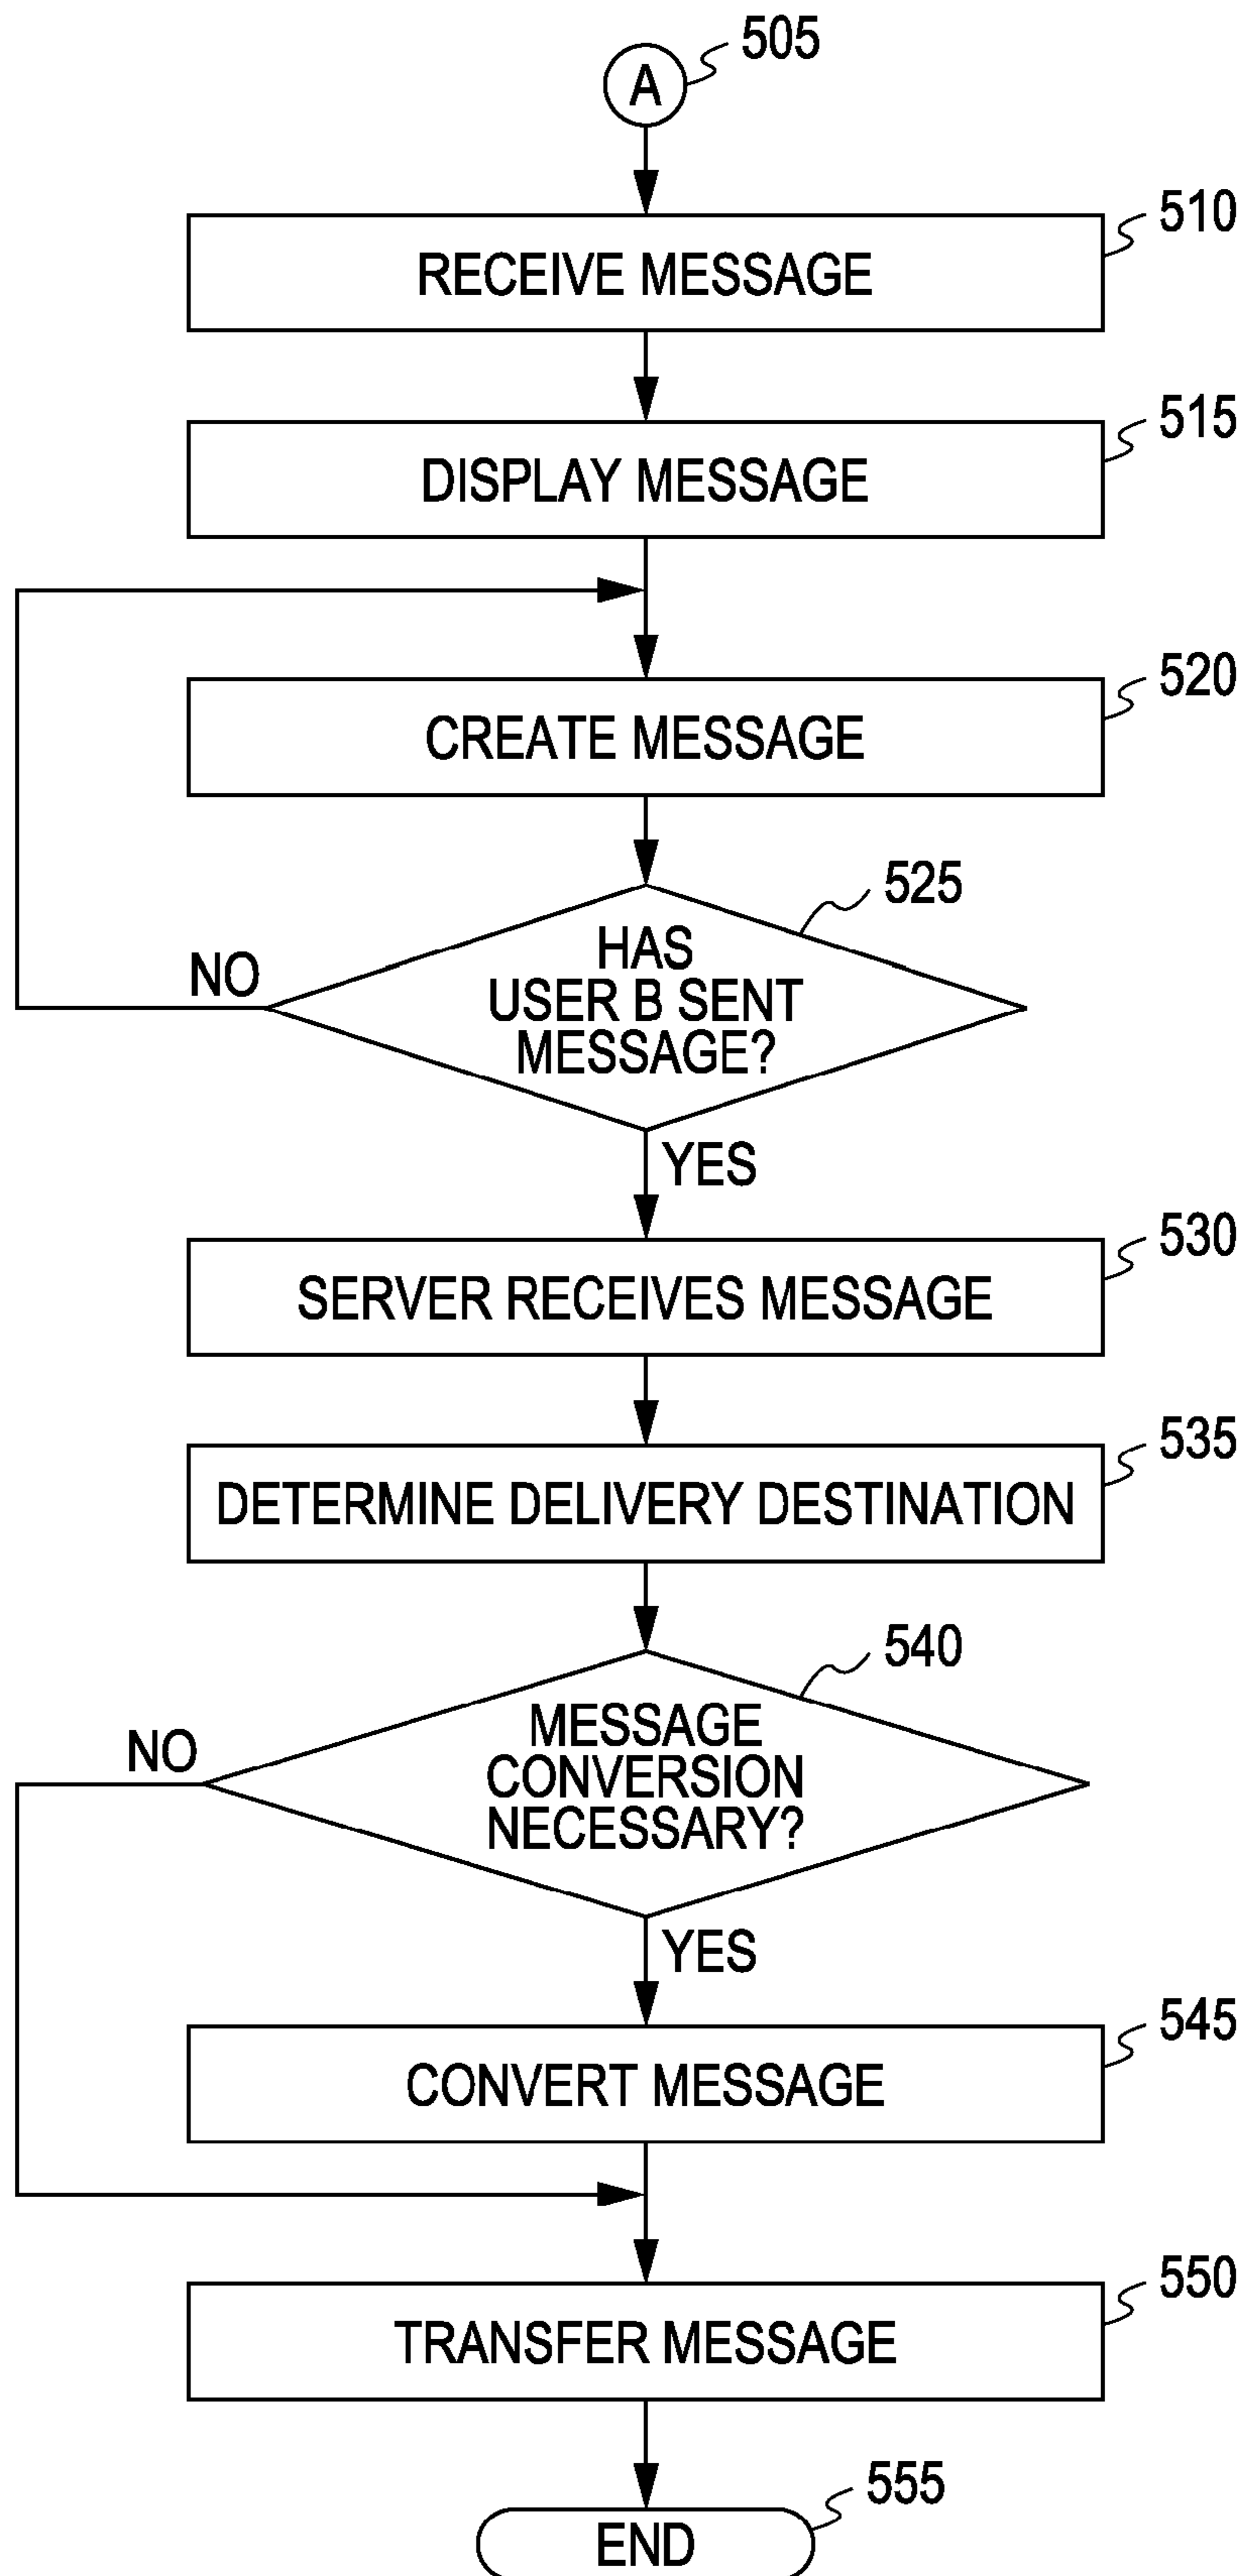 505
A
510
RECEIVE MESSAGE
515
DISPLAY MESSAGE
520
CREATE MESSAGE
525
HAS
USER B SENT
MESSAGE?
NO
YES
530
SERVER RECEIVES MESSAGE
535
DETERMINE DELIVERY DESTINATION
540
MESSAGE
CONVERSION
NECESSARY?
NO
YES
545
CONVERT MESSAGE
550
TRANSFER MESSAGE
555
END